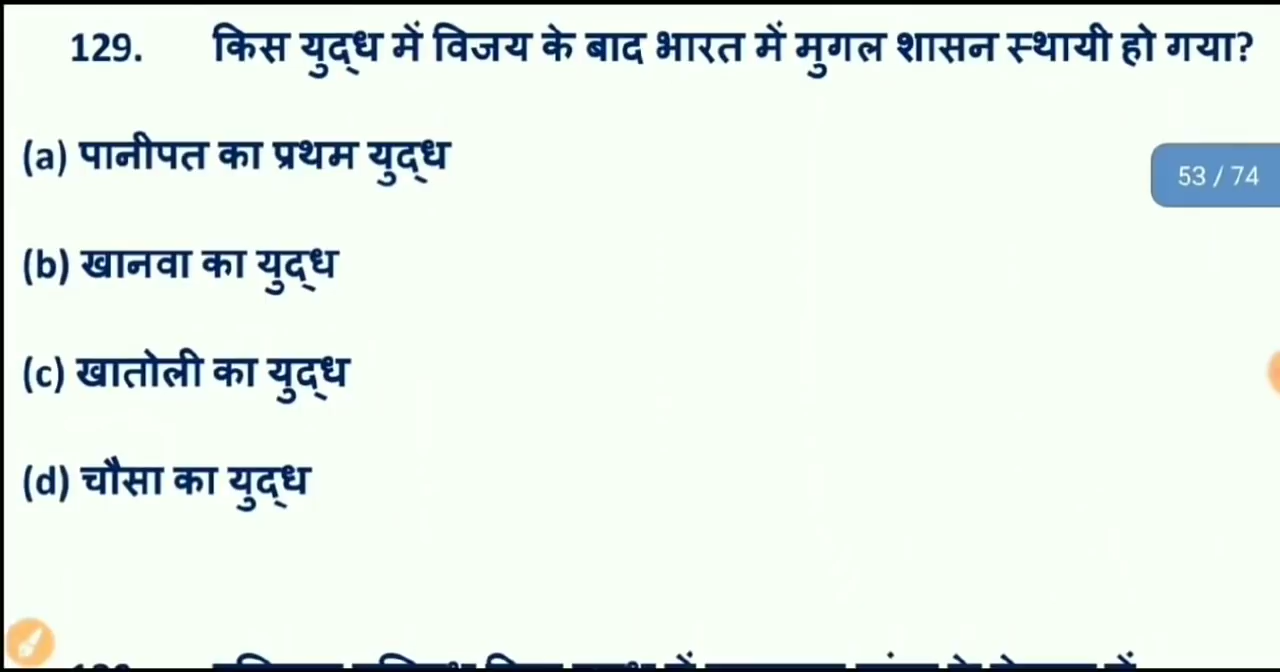 129. किस युद्ध में विजय के बाद भारत में मुगल शासन स्थायी हो गया?
(a) पानीपत का प्रथम युद्ध
53 / 74
(b) खानवा का युद्ध
(c) खातोली का युद्ध
(d) चौसा का युद्ध